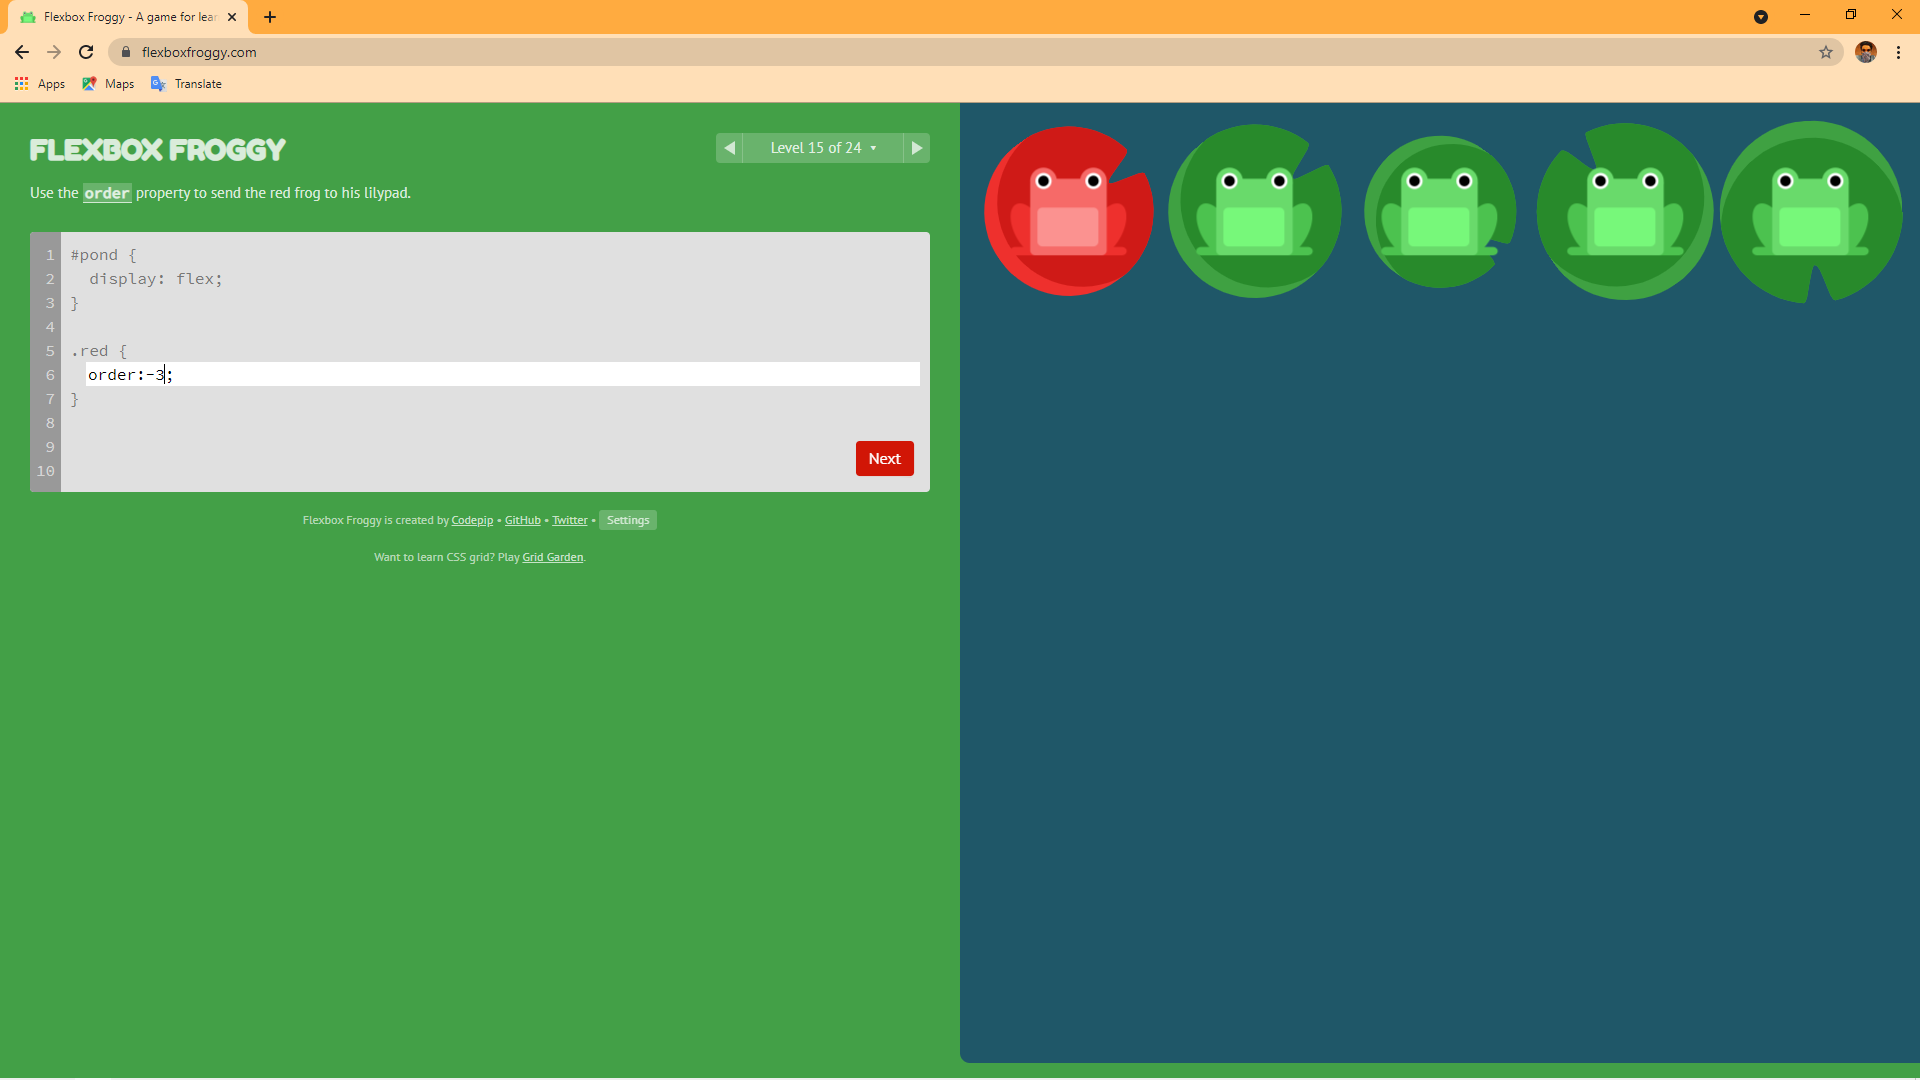 Flexbox Froggy - A game for lear
flexboxfroggy.com
Apps Maps Translate
FLEXBOX FROGGY
Level 15 of 24
Use the order property to send the red frog to his lilypad.
1 #pond {
2 display: flex;
3 }
4
5 .red {
6 order:-3;
7 }
8
9
10
Next
Flexbox Froggy is created by Codepip • GitHub • Twitter • Settings
Want to learn CSS grid? Play Grid Garden.